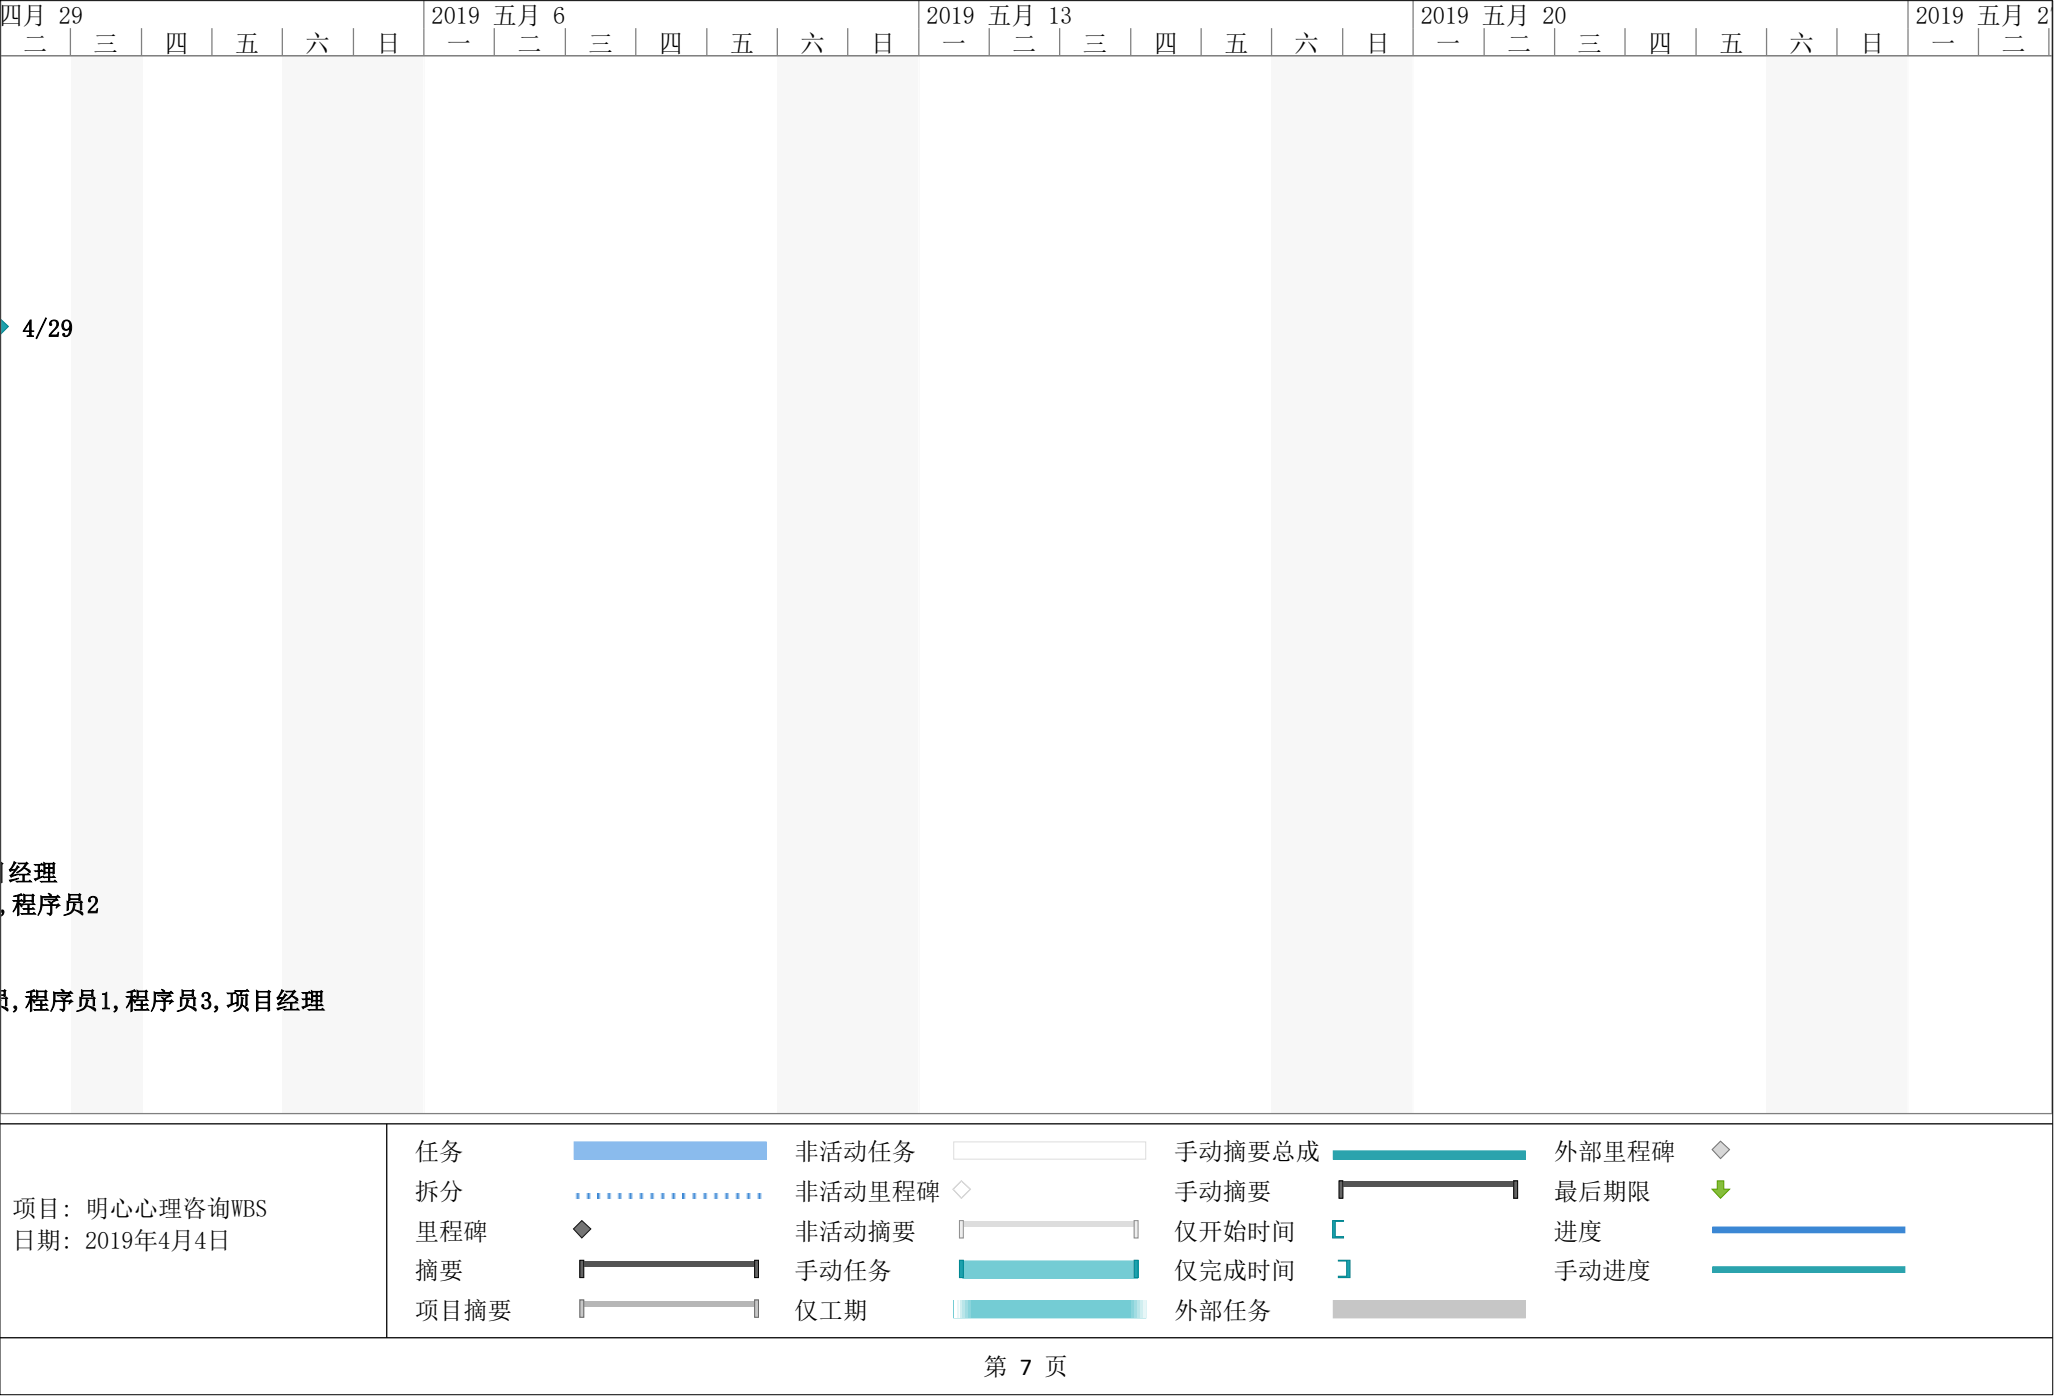 四月 29 2019 五月 6 2019 五月 13 2019 五月 20 2019 五月 2
二 三 四 五 六 日 一 二 三 四 五 六 日 一 二 三 四 五 六 日 一 二 三 四 五 六 日 一 二
4/29
经理
,程序员2
,程序员1,程序员3,项目经理
项目: 明心心理咨询WBS
日期: 2019年4月4日
任务 非活动任务 手动摘要总成 外部里程碑
拆分 非活动里程碑 手动摘要 最后期限
里程碑 非活动摘要 仅开始时间 进度
摘要 手动任务 仅完成时间 手动进度
项目摘要 仅工期 外部任务
第 7 页